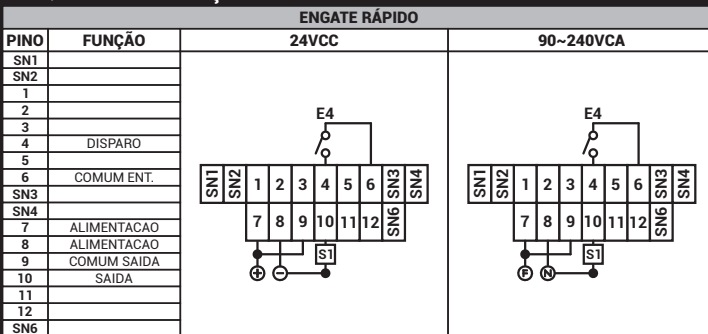 ENGATE RÁPIDO
PINO FUNÇÃO 24VCC 90~240VCA
SN1
SN2
1
2
3
4 DISPARO
5
6 COMUM ENT.
SN3
SN4
7 ALIMENTACAO
8 ALIMENTACAO
9 COMUM SAIDA
10 SAIDA
11
12
SN6
E4
SN1 SN2 1 2 3 4 5 6 SN3 SN4
7 8 9 10 11 12 SN6
S1
+ −
E4
SN1 SN2 1 2 3 4 5 6 SN3 SN4
7 8 9 10 11 12 SN6
S1
F N